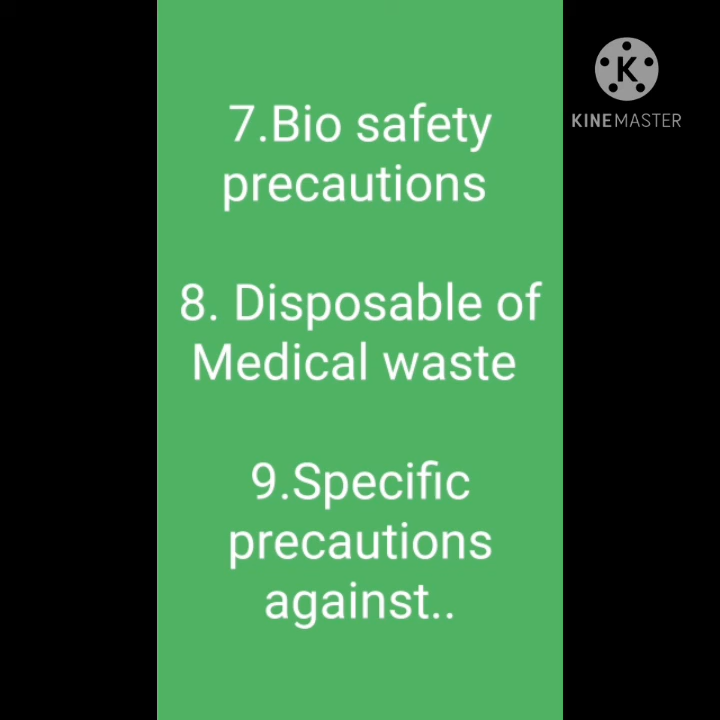 K
KINEMASTER
7.Bio safety
precautions
8. Disposable of
Medical waste
9.Specific
precautions
against..